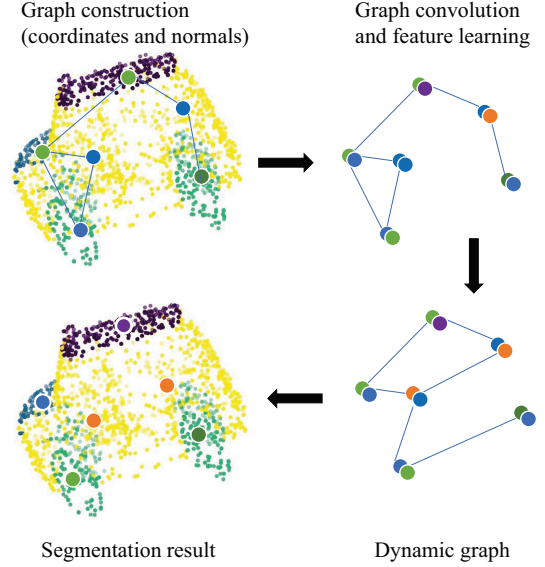 Graph construction
(coordinates and normals)
Graph convolution
and feature learning
Segmentation result
Dynamic graph